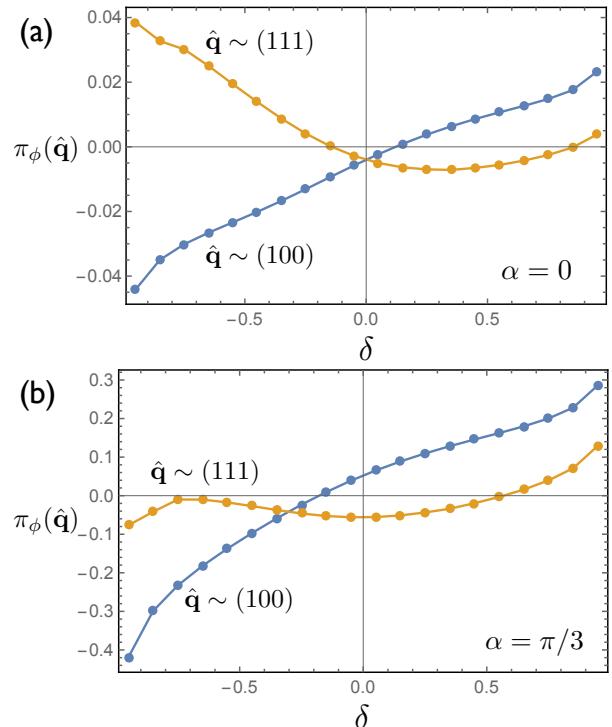 (a)
0.04
q̂ ∼ (111)
0.02
π_ϕ(q̂)
0.00
-0.02
q̂ ∼ (100)
-0.04
α = 0
-0.5
0.0
0.5
δ
(b)
0.3
0.2
0.1
q̂ ∼ (111)
0.0
π_ϕ(q̂)
-0.1
-0.2
q̂ ∼ (100)
-0.3
-0.4
α = π/3
-0.5
0.0
0.5
δ